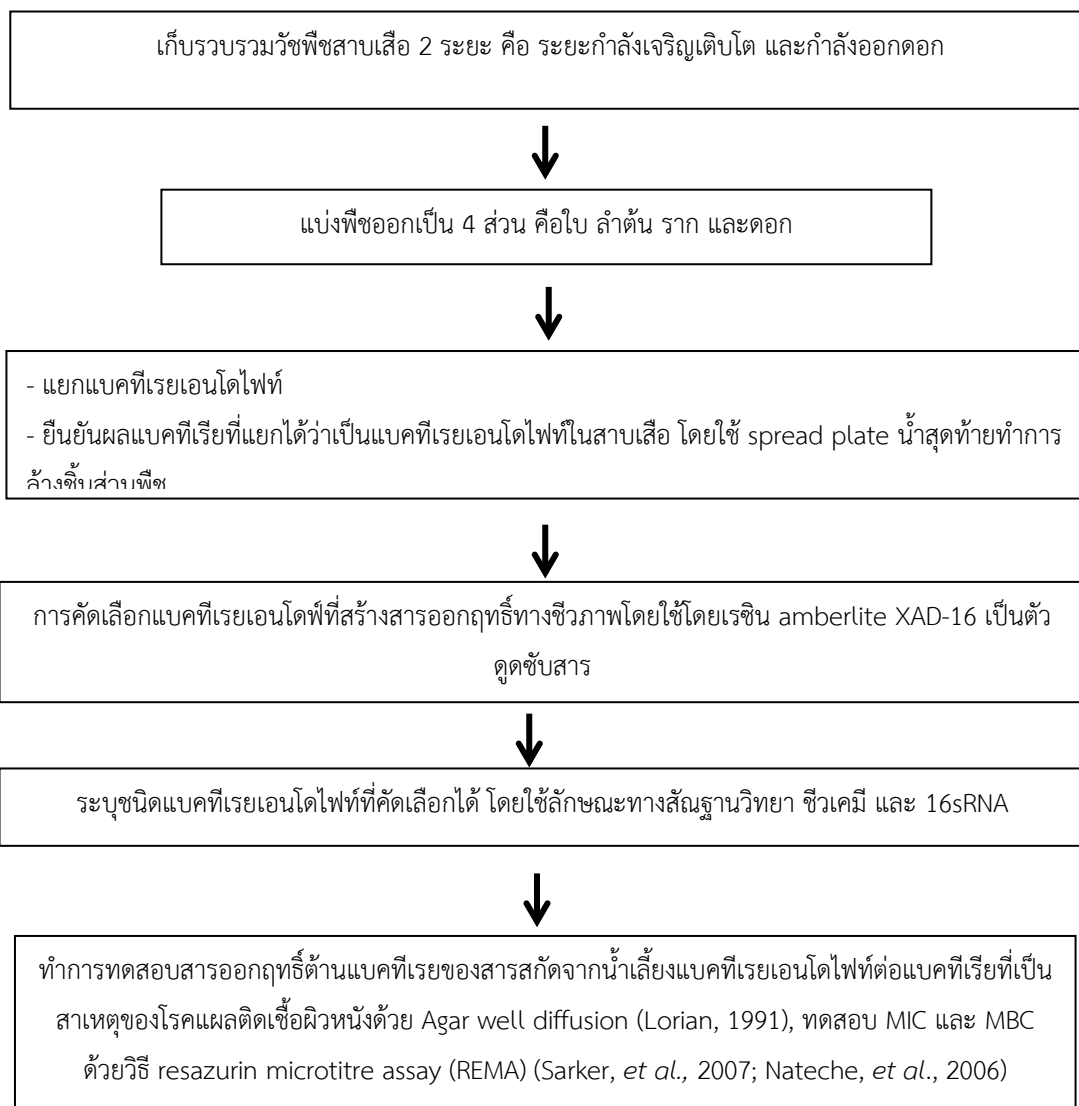 เก็บรวบรวมวัชพืชสาบเสือ 2 ระยะ คือ ระยะกำลังเจริญเติบโต และกำลังออกดอก
แบ่งพืชออกเป็น 4 ส่วน คือใบ ลำต้น ราก และดอก
- แยกแบคทีเรยเอนโดไฟท์
- ยืนยันผลแบคทีเรียที่แยกได้ว่าเป็นแบคทีเรยเอนโดไฟท์ในสาบเสือ โดยใช้ spread plate น้ำสุดท้ายทำการ
ล้างชิ้นส่วนพืช
การคัดเลือกแบคทีเรยเอนโดฟ์ที่สร้างสารออกฤทธิ์ทางชีวภาพโดยใช้โดยเรซิน amberlite XAD-16 เป็นตัว
ดูดซับสาร
ระบุชนิดแบคทีเรยเอนโดไฟท์ที่คัดเลือกได้ โดยใช้ลักษณะทางสัณฐานวิทยา ชีวเคมี และ 16sRNA
ทำการทดสอบสารออกฤทธิ์ต้านแบคทีเรยของสารสกัดจากน้ำเลี้ยงแบคทีเรยเอนโดไฟท์ต่อแบคทีเรียที่เป็น
สาเหตุของโรคแผลติดเชื้อผิวหนังด้วย Agar well diffusion (Lorian, 1991), ทดสอบ MIC และ MBC
ด้วยวิธี resazurin microtitre assay (REMA) (Sarker, et al., 2007; Nateche, et al., 2006)